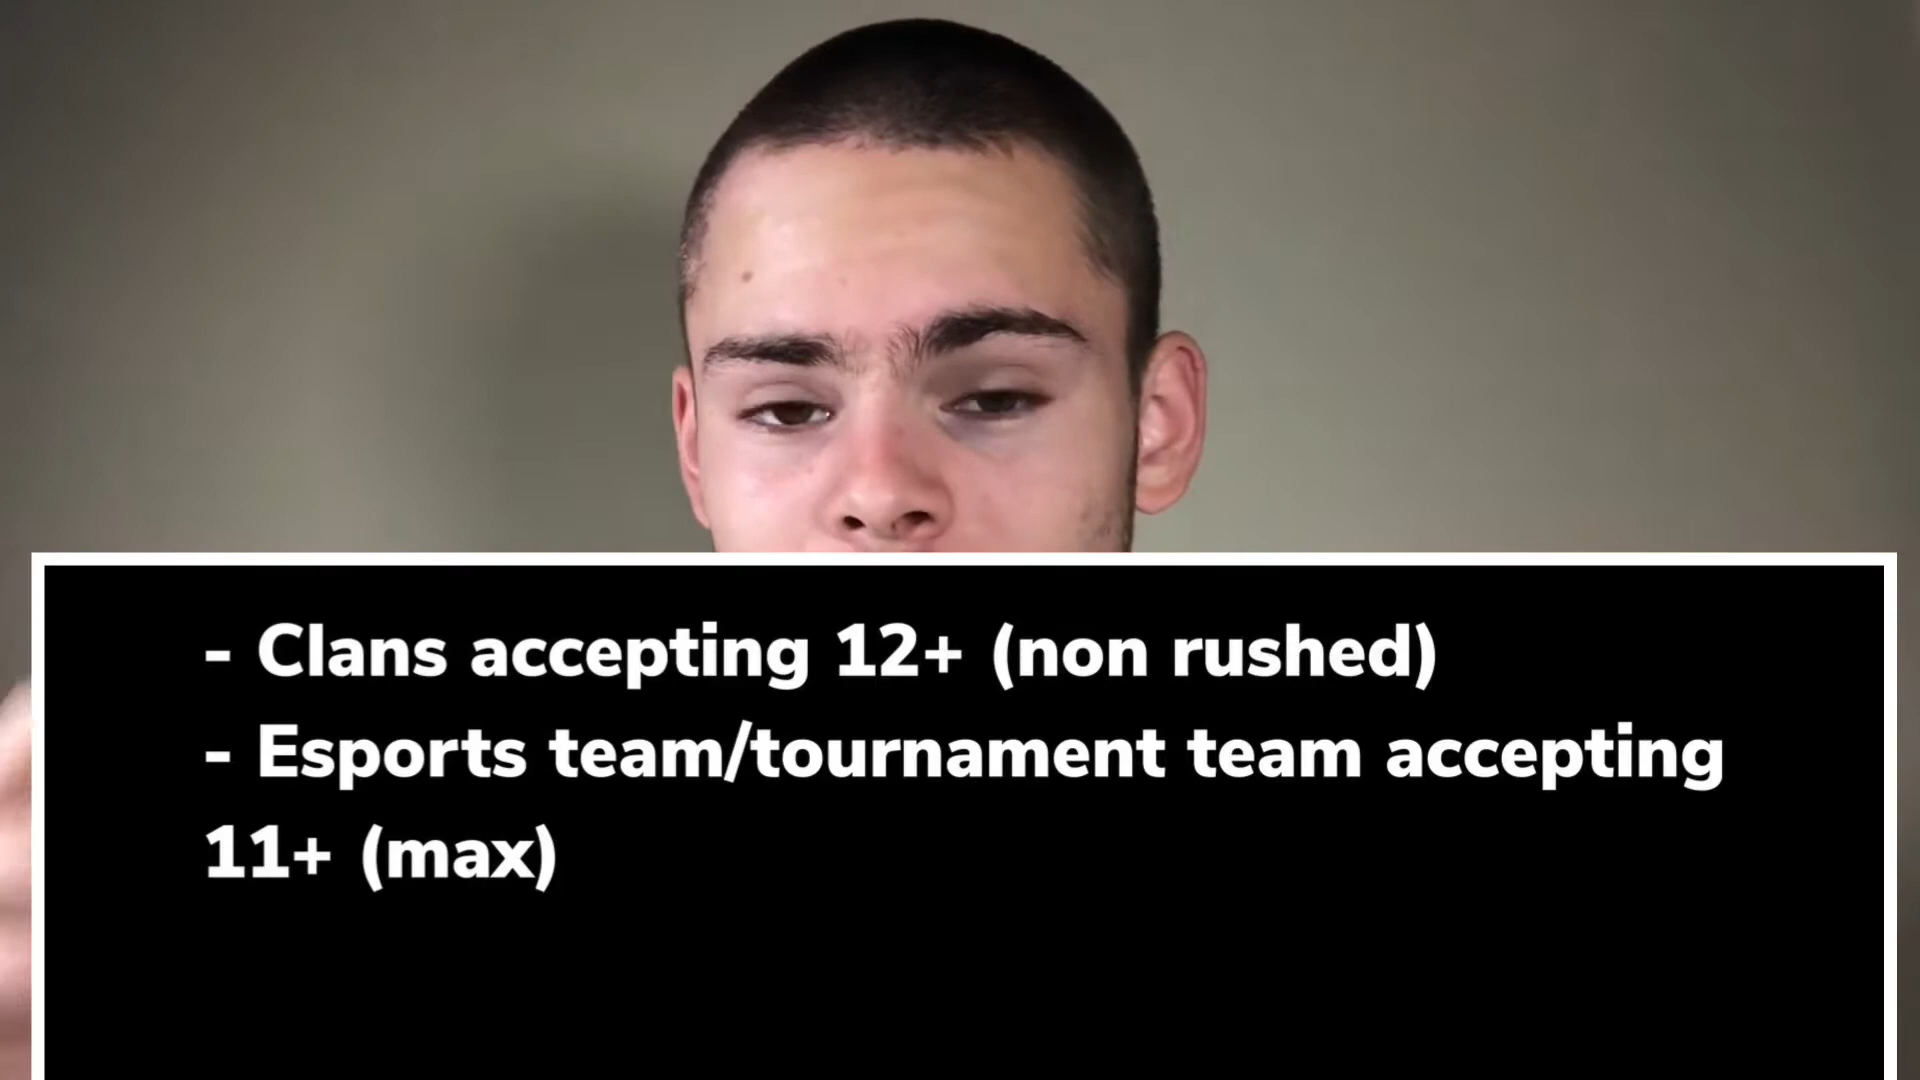 - Clans accepting 12+ (non rushed)
- Esports team/tournament team accepting
11+ (max)